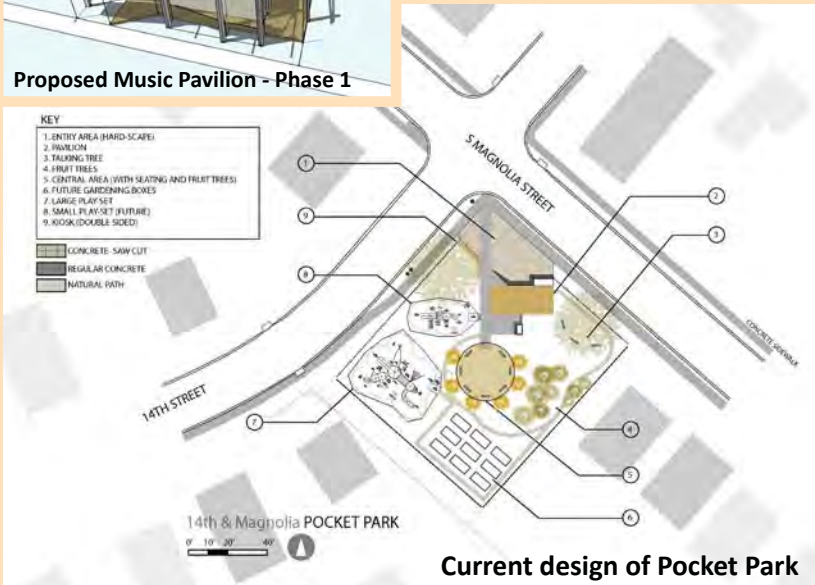 Proposed Music Pavilion - Phase 1
KEY
1. ENTRY AREA (HARD-SCAPE)
2. PAVILION
3. TALKING TREE
4. FRUIT TREES
5. CENTRAL AREA (WITH SEATING AND FRUIT TREES)
6. FUTURE GARDENING BOXES
7. LARGE PLAY SET
8. SMALL PLAY-SET (FUTURE)
9. KIOSK (DOUBLE SIDED)
CONCRETE- SAW CUT
REGULAR CONCRETE
NATURAL PATH
S MAGNOLIA STREET
1
2
9
3
8
CONCRETE SIDEWALK
14TH STREET
7
4
5
6
14th & Magnolia POCKET PARK
0' 10' 20' 40'
Current design of Pocket Park